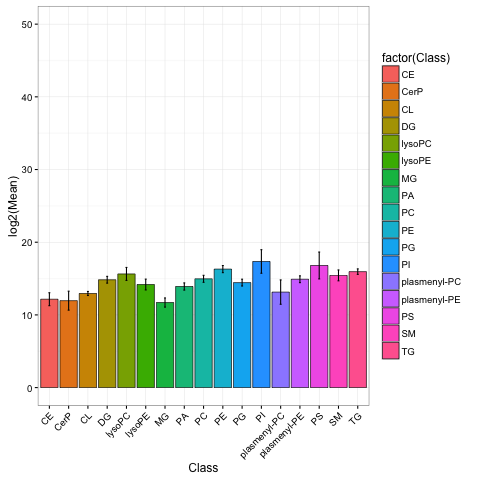 log2(Mean)
50
40
30
20
10
0
CE
CerP
CL
DG
lysoPC
lysoPE
MG
PA
PC
PE
PG
PI
plasmenyl-PC
plasmenyl-PE
PS
SM
TG
Class
factor(Class)
CE
CerP
CL
DG
lysoPC
lysoPE
MG
PA
PC
PE
PG
PI
plasmenyl-PC
plasmenyl-PE
PS
SM
TG